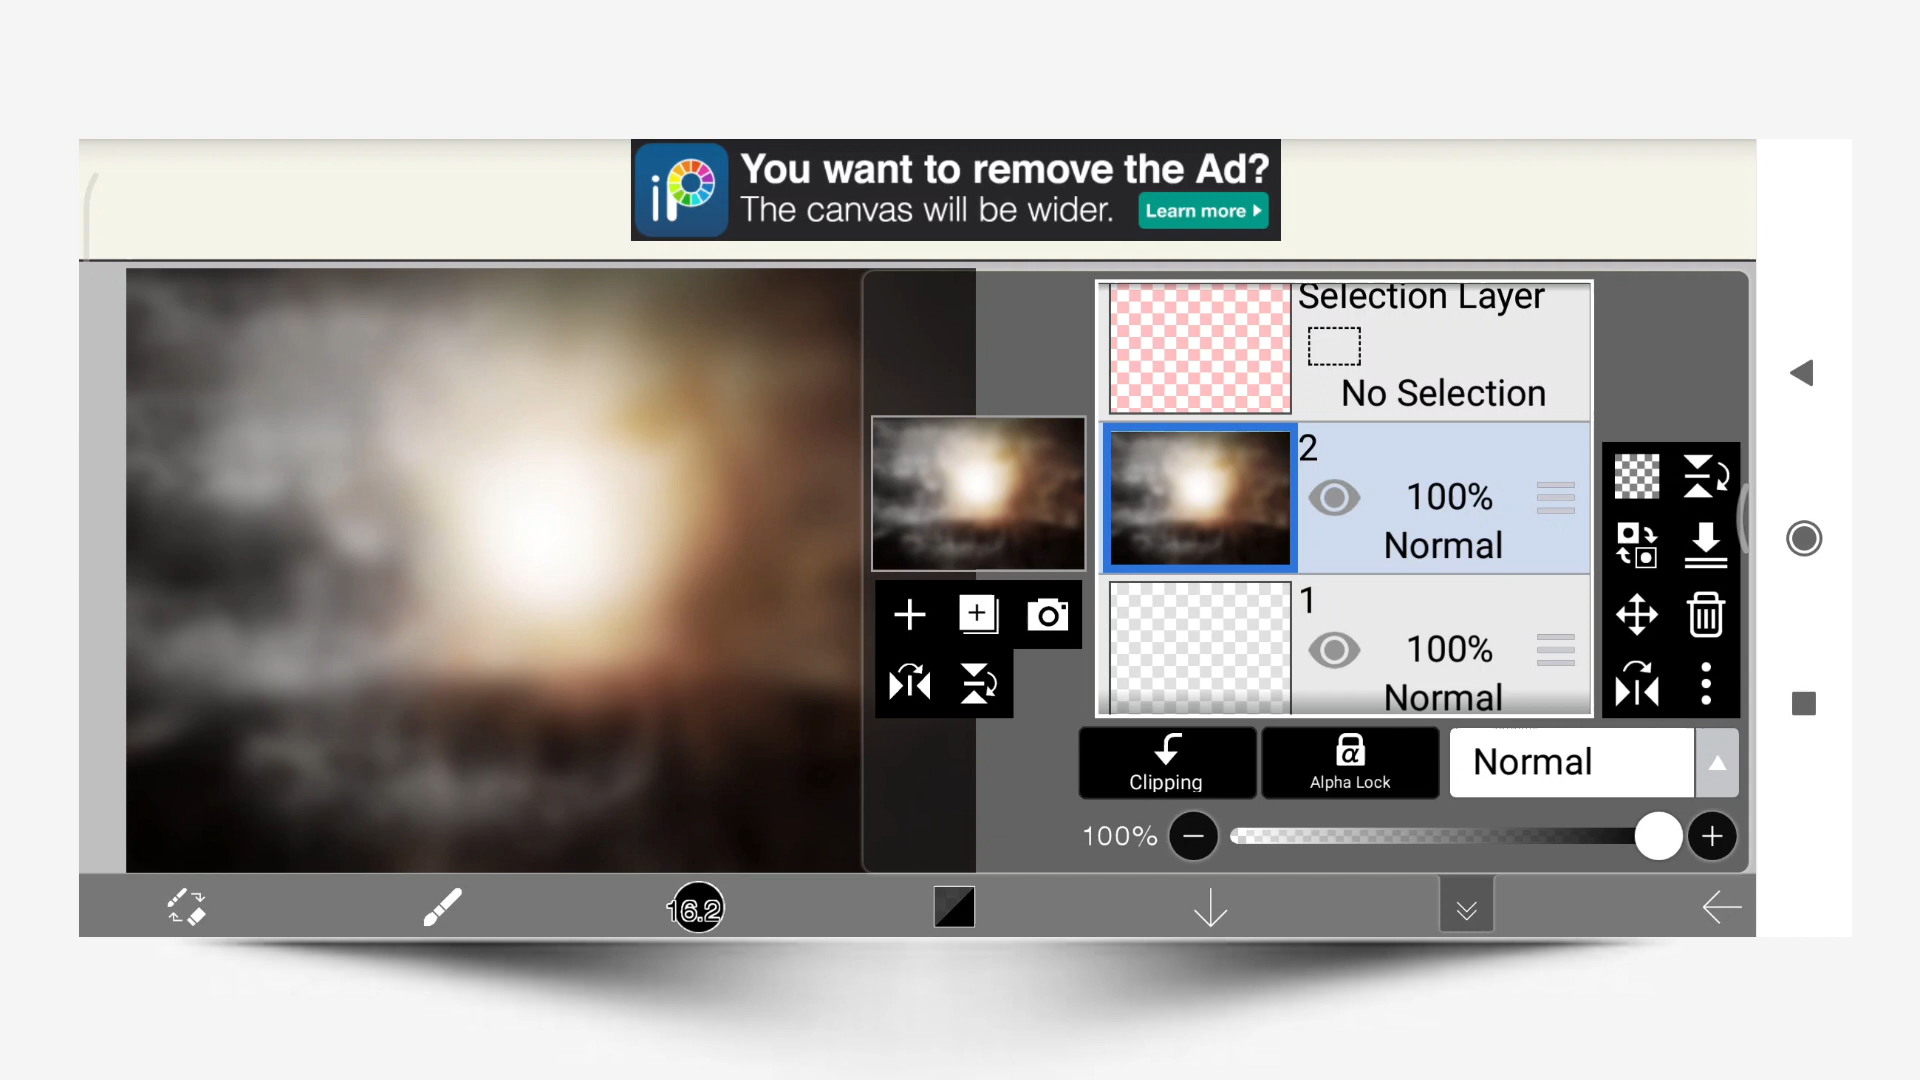 iP
You want to remove the Ad?
The canvas will be wider.
Learn more
Selection Layer
No Selection
2
100%
Normal
1
100%
Normal
Clipping
α
Alpha Lock
Normal
100%
16.2